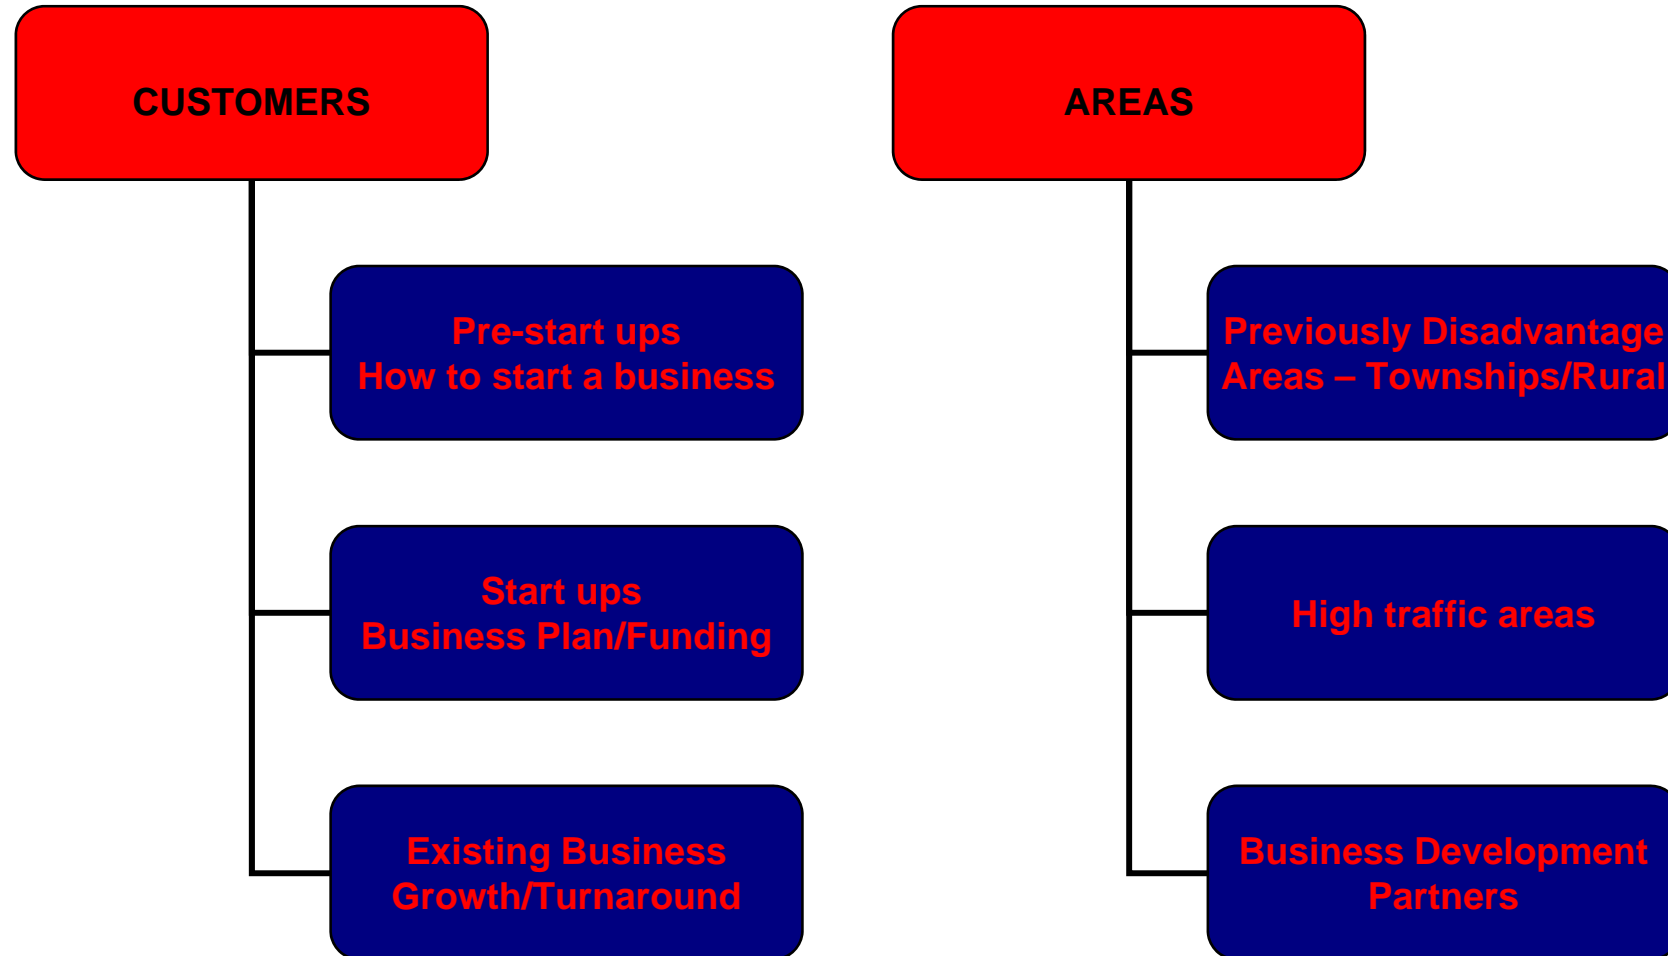 CUSTOMERS
Pre-start ups
How to start a business
Start ups
Business Plan/Funding
Existing Business
Growth/Turnaround
AREAS
Previously Disadvantage
Areas – Townships/Rural
High traffic areas
Business Development
Partners